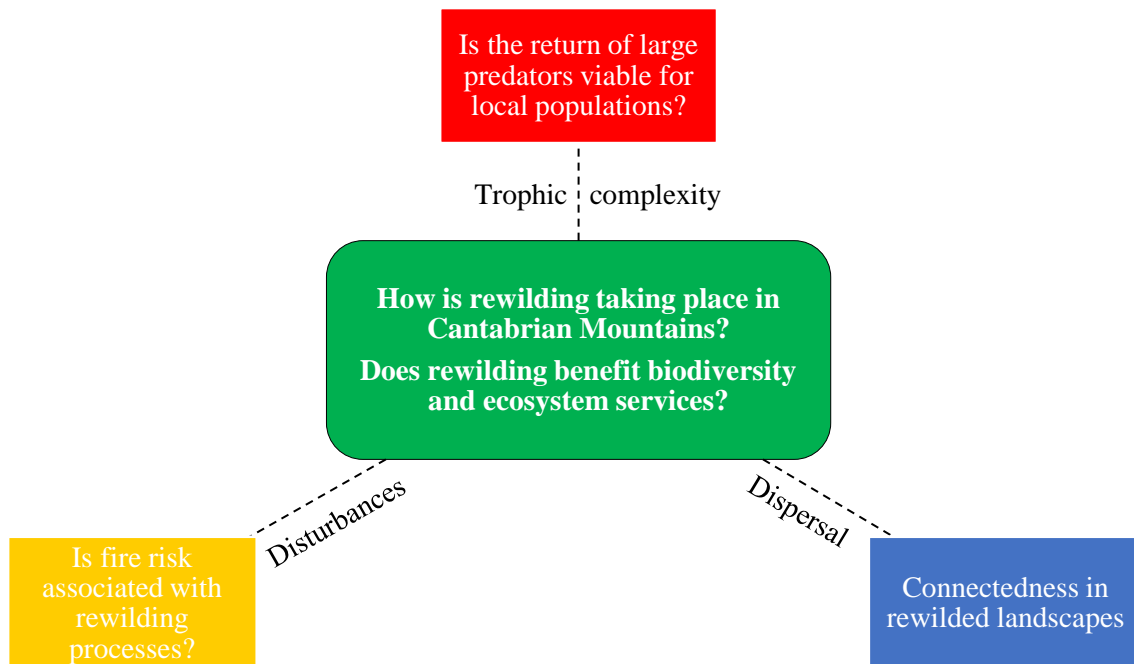 Is the return of large
predators viable for
local populations?
Trophic complexity
How is rewilding taking place in
Cantabrian Mountains?
Does rewilding benefit biodiversity
and ecosystem services?
Disturbances
Dispersal
Is fire risk
associated with
rewilding
processes?
Connectedness in
rewilded landscapes